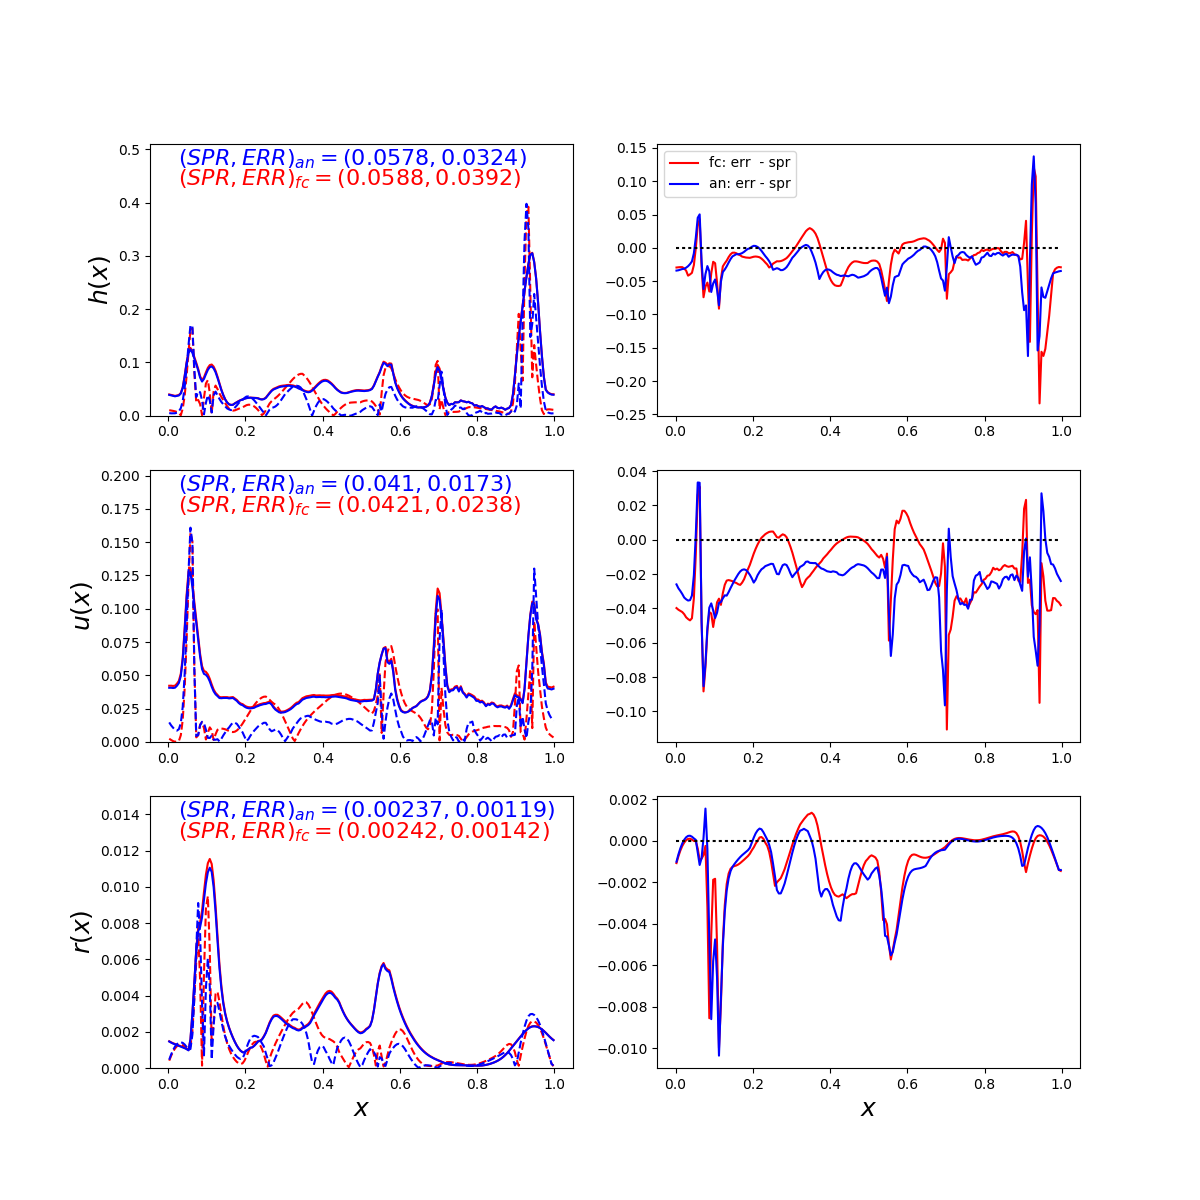 (SPR, ERR)an = (0.0578, 0.0324)
(SPR, ERR)fc = (0.0588, 0.0392)
0.5
0.4
0.3
0.2
0.1
0.0
h(x)
0.0 0.2 0.4 0.6 0.8 1.0
fc: err - spr
an: err - spr
0.15
0.10
0.05
0.00
−0.05
−0.10
−0.15
−0.20
−0.25
0.0 0.2 0.4 0.6 0.8 1.0
(SPR, ERR)an = (0.041, 0.0173)
(SPR, ERR)fc = (0.0421, 0.0238)
0.200
0.175
0.150
0.125
0.100
0.075
0.050
0.025
0.000
u(x)
0.0 0.2 0.4 0.6 0.8 1.0
0.04
0.02
0.00
−0.02
−0.04
−0.06
−0.08
−0.10
0.0 0.2 0.4 0.6 0.8 1.0
(SPR, ERR)an = (0.00237, 0.00119)
(SPR, ERR)fc = (0.00242, 0.00142)
0.014
0.012
0.010
0.008
0.006
0.004
0.002
0.000
r(x)
0.0 0.2 0.4 0.6 0.8 1.0
x
0.002
0.000
−0.002
−0.004
−0.006
−0.008
−0.010
0.0 0.2 0.4 0.6 0.8 1.0
x